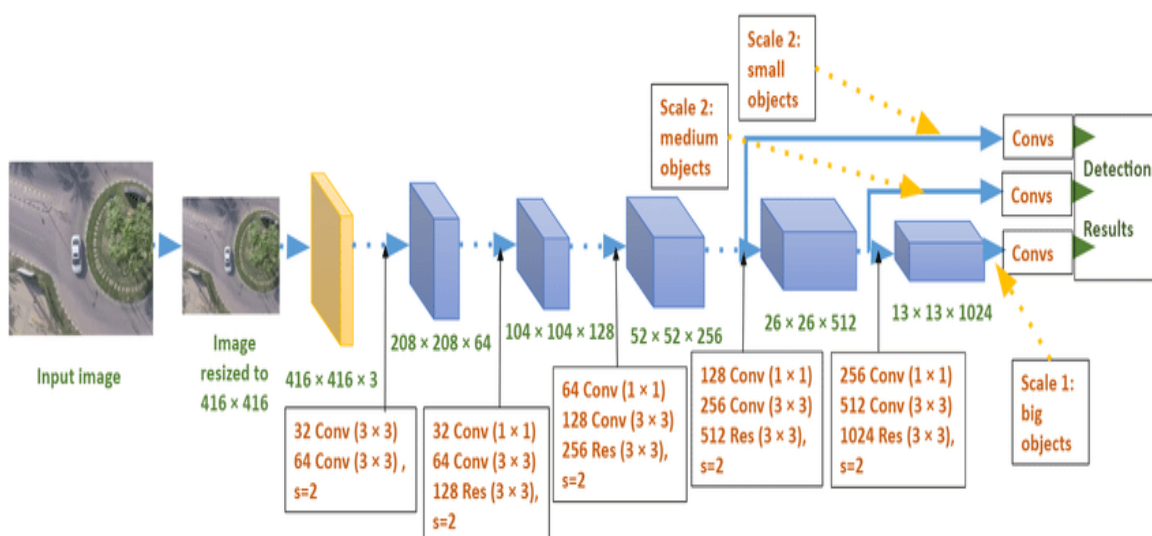 Scale 2:
small
objects
Scale 2:
medium
objects
Convs
Convs
Convs
Detection
Results
Input image
Image
resized to
416 × 416
416 × 416 × 3
208 × 208 × 64
104 × 104 × 128
52 × 52 × 256
26 × 26 × 512
13 × 13 × 1024
32 Conv (3 × 3)
64 Conv (3 × 3) ,
s=2
32 Conv (1 × 1)
64 Conv (3 × 3)
128 Res (3 × 3),
s=2
64 Conv (1 × 1)
128 Conv (3 × 3)
256 Res (3 × 3),
s=2
128 Conv (1 × 1)
256 Conv (3 × 3)
512 Res (3 × 3),
s=2
256 Conv (1 × 1)
512 Conv (3 × 3)
1024 Res (3 × 3),
s=2
Scale 1:
big
objects